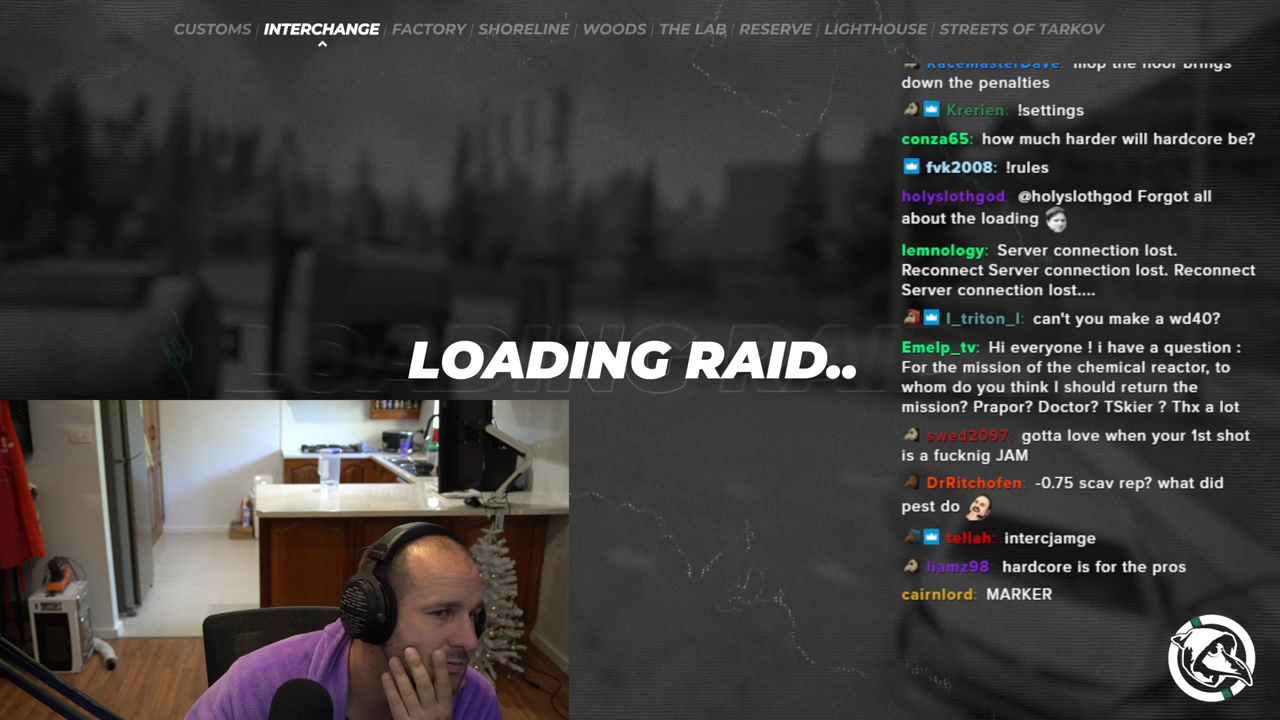 CUSTOMS | INTERCHANGE | FACTORY | SHORELINE | WOODS | THE LAB | RESERVE | LIGHTHOUSE | STREETS OF TARKOV
RaceMasterDave: mop the floor brings
down the penalties
Krerien: !settings
conza65: how much harder will hardcore be?
fvk2008: !rules
holyslothgod: @holyslothgod Forgot all
about the loading
lemnology: Server connection lost.
Reconnect Server connection lost. Reconnect
Server connection lost....
I_triton_I: can't you make a wd40?
Emelp_tv: Hi everyone ! i have a question :
For the mission of the chemical reactor, to
whom do you think I should return the
mission? Prapor? Doctor? TSkier ? Thx a lot
swed2097: gotta love when your 1st shot
is a fucknig JAM
DrRitchofen: -0.75 scav rep? what did
pest do
tellah: intercjamge
liamz98: hardcore is for the pros
cairnlord: MARKER
LOADING RAID..